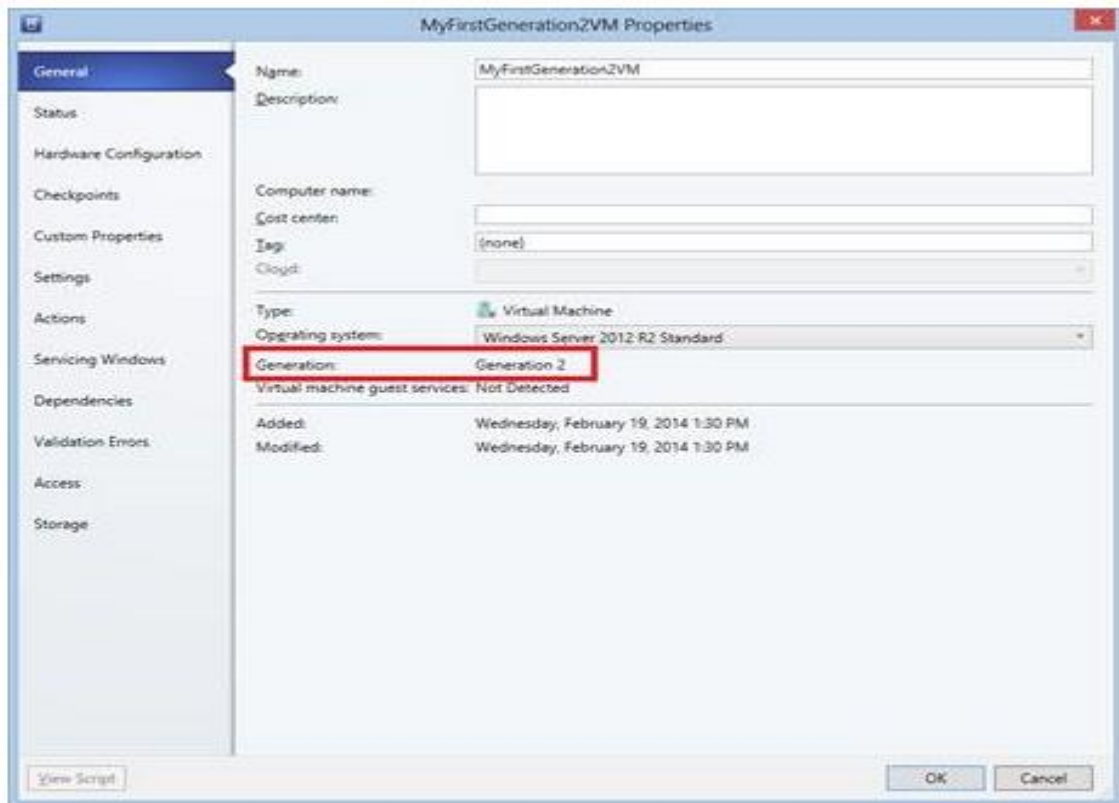 MyFirstGeneration2VM Properties
General
Status
Hardware Configuration
Checkpoints
Custom Properties
Settings
Actions
Servicing Windows
Dependencies
Validation Errors
Access
Storage
Name: MyFirstGeneration2VM
Description:
Computer name:
Cost center:
Tag: (none)
Cloud:
Type: Virtual Machine
Operating system: Windows Server 2012 R2 Standard
Generation: Generation 2
Virtual machine guest services: Not Detected
Added: Wednesday, February 19, 2014 1:30 PM
Modified: Wednesday, February 19, 2014 1:30 PM
View Script
OK Cancel